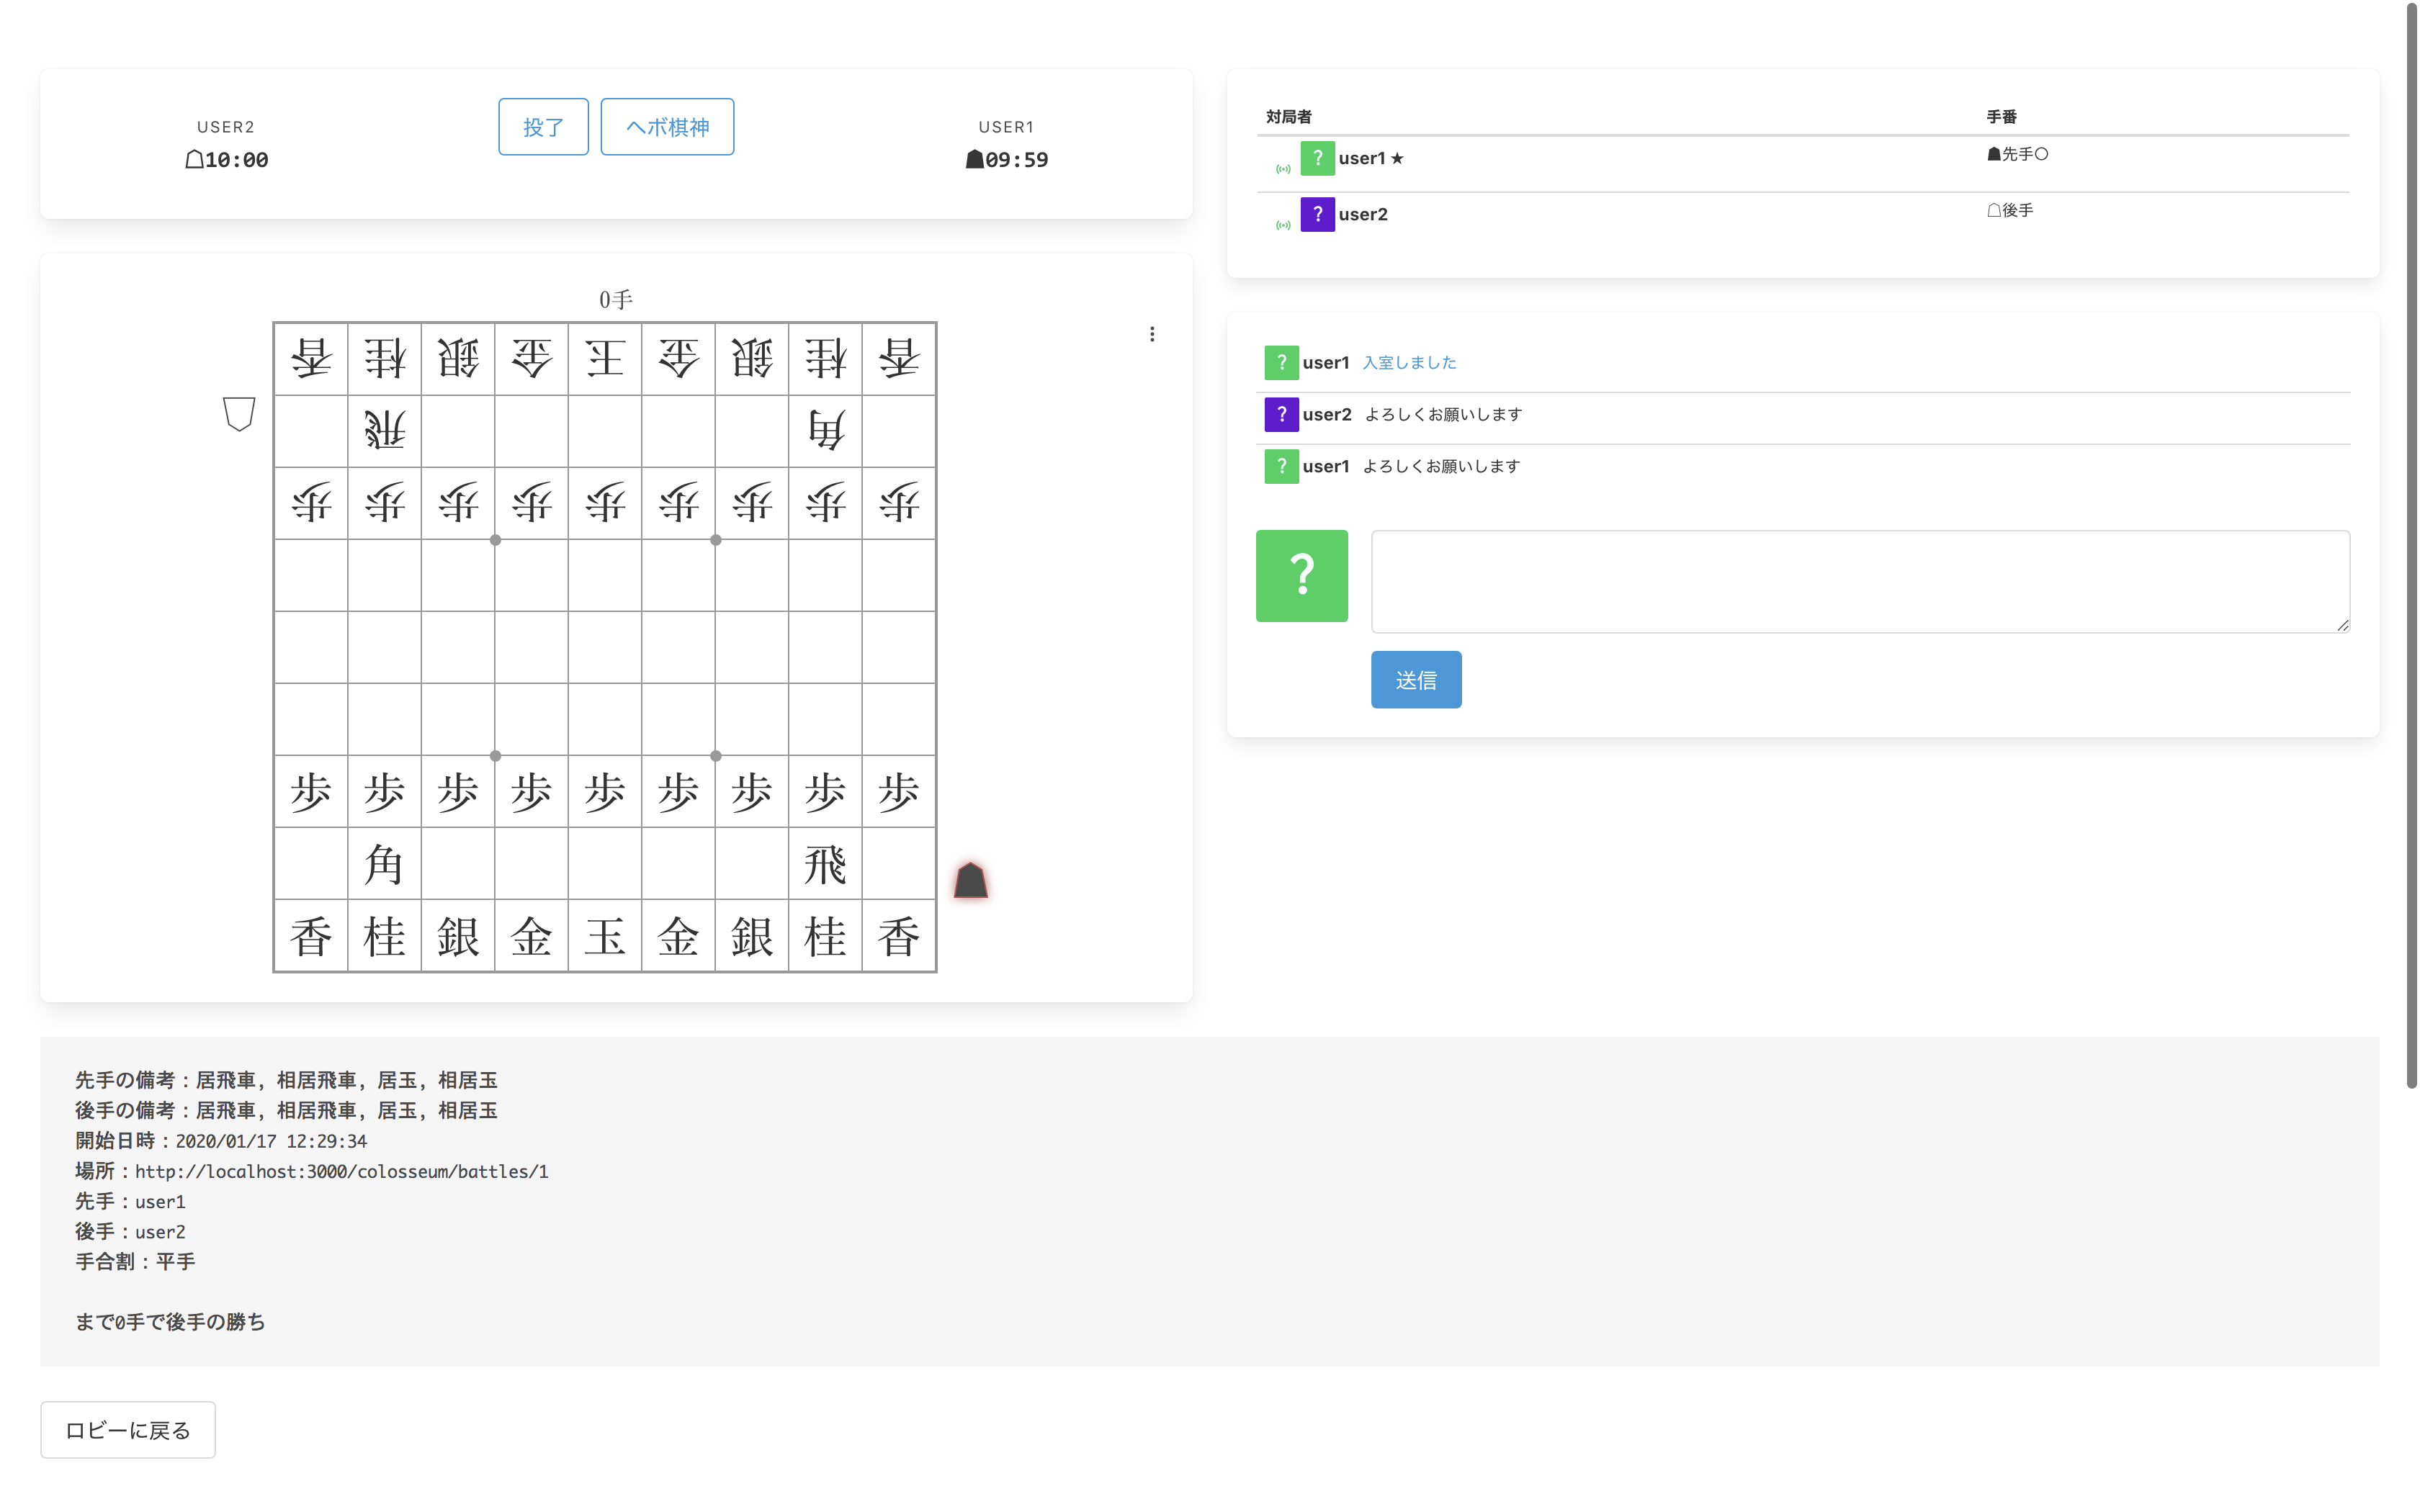 USER2
☖10:00
投了
ヘボ棋神
USER1
☗09:59
0手
香桂銀金王金銀桂香
飛角
歩歩歩歩歩歩歩歩歩
歩歩歩歩歩歩歩歩歩
角飛
香桂銀金玉金銀桂香
対局者 手番
? user1★ ☗先手○
? user2 ☖後手
? user1 入室しました
? user2 よろしくお願いします
? user1 よろしくお願いします
?
送信
先手の備考：居飛車, 相居飛車, 居玉, 相居玉
後手の備考：居飛車, 相居飛車, 居玉, 相居玉
開始日時：2020/01/17 12:29:34
場所：http://localhost:3000/colosseum/battles/1
先手：user1
後手：user2
手合割：平手
まで0手で後手の勝ち
ロビーに戻る